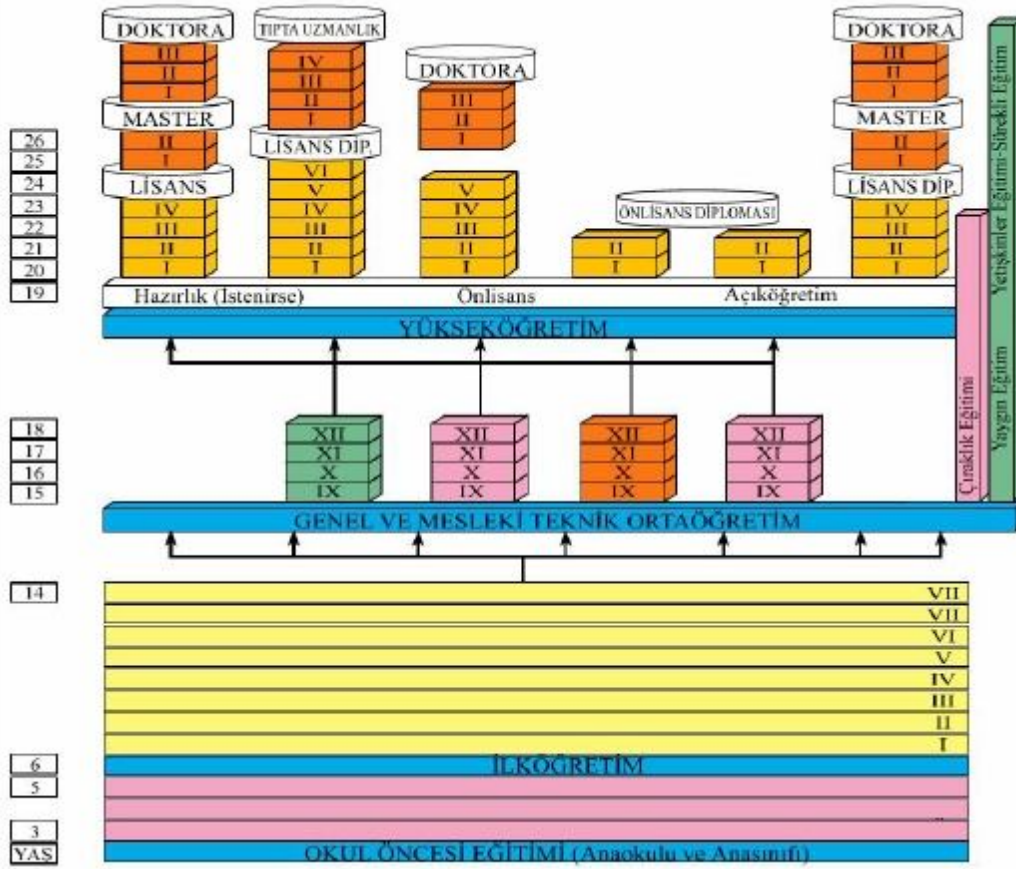 DOKTORA TIPTA UZMANLIK DOKTORA
III IV DOKTORA III
II III III II
I II II I
MASTER I I MASTER
26 II LİSANS DİP. II
25 I VI I
24 LİSANS V V LİSANS DİP.
23 IV IV IV ÖNLİSANS DİPLOMASI IV
22 III III III III
21 II II II II II II
20 I I I I I I
19 Hazırlık (İstenirse) Önlisans Açıköğretim
YÜKSEKÖĞRETİM
Çıraklık Eğitimi
Yaygın Eğitim Yetişkinler Eğitimi-Sürekli Eğitim
18 XII XII XII XII
17 XI XI XI XI
16 X X X X
15 IX IX IX IX
GENEL VE MESLEKİ TEKNİK ORTAÖĞRETİM
14 VII
VII
VI
V
IV
III
II
I
6 İLKÖĞRETİM
5
3
YAŞ OKUL ÖNCESİ EĞİTİMİ (Anaokulu ve Anasınıfı)